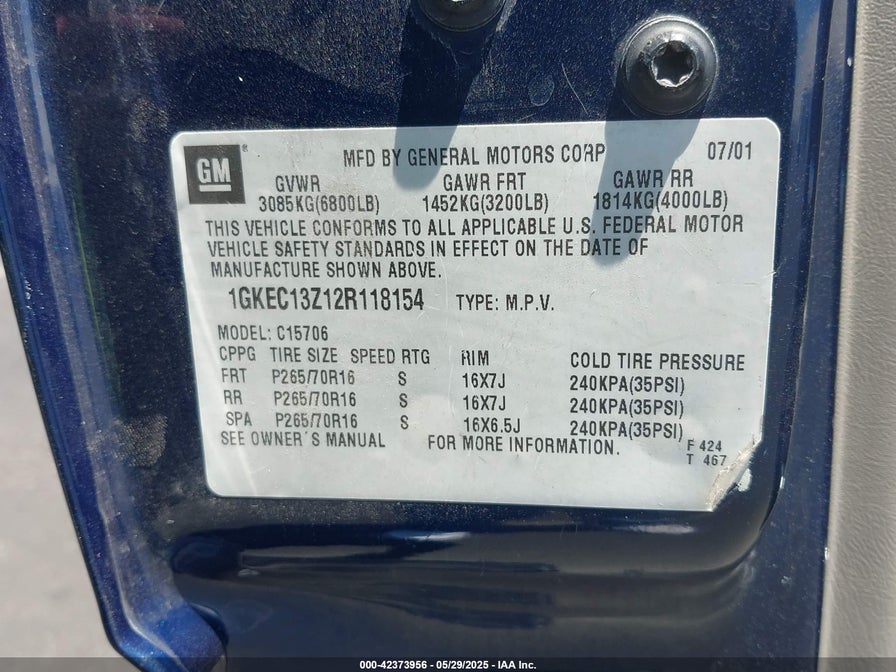 GM
MFD BY GENERAL MOTORS CORP 07/01
GVWR GAWR FRT GAWR RR
3085KG(6800LB) 1452KG(3200LB) 1814KG(4000LB)
THIS VEHICLE CONFORMS TO ALL APPLICABLE U.S. FEDERAL MOTOR
VEHICLE SAFETY STANDARDS IN EFFECT ON THE DATE OF
MANUFACTURE SHOWN ABOVE.
1GKEC13Z12R118154 TYPE: M.P.V.
MODEL: C15706
CPPG TIRE SIZE SPEED RTG RIM COLD TIRE PRESSURE
FRT P265/70R16 S 16X7J 240KPA(35PSI)
RR P265/70R16 S 16X7J 240KPA(35PSI)
SPA P265/70R16 S 16X6.5J 240KPA(35PSI)
SEE OWNER'S MANUAL FOR MORE INFORMATION.
F 424
T 467
000-42373956 - 05/29/2025 - IAA Inc.